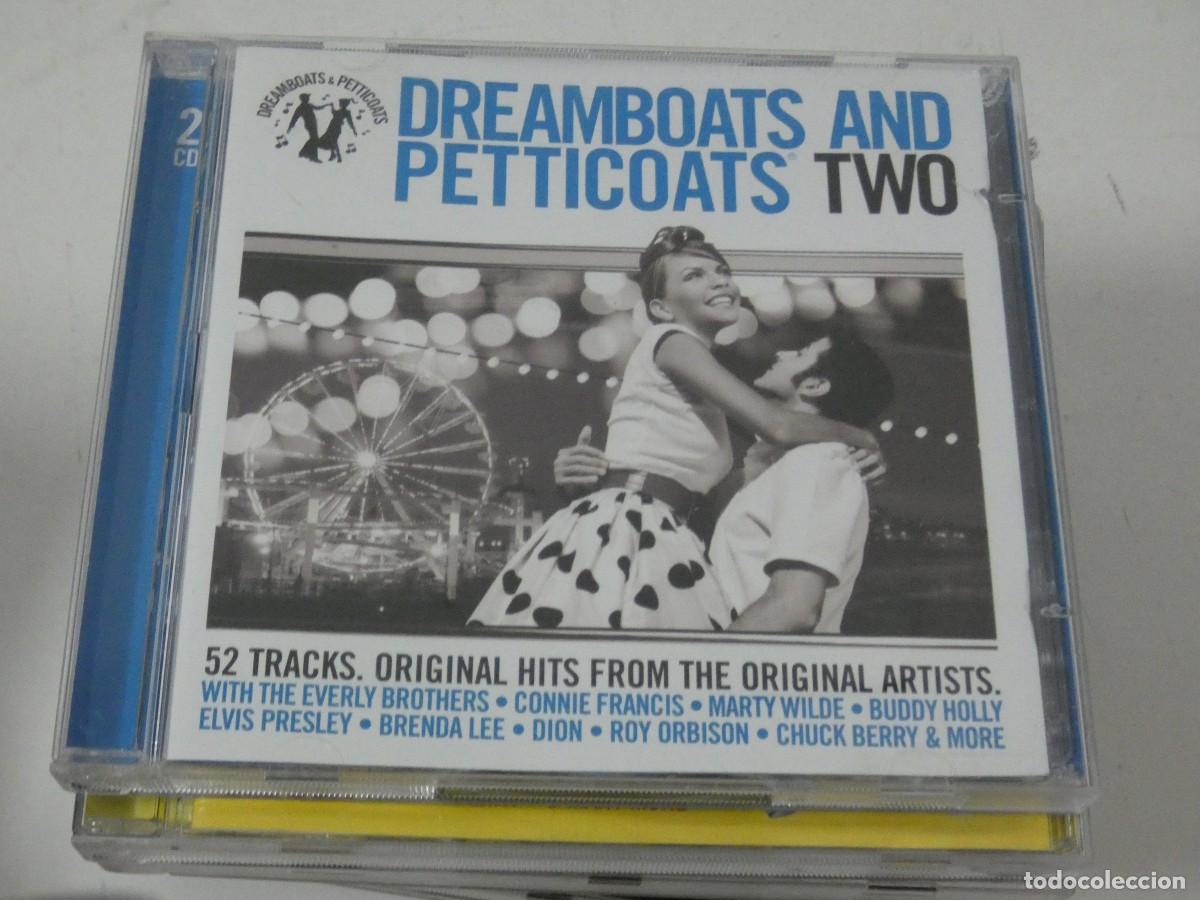 2
CD
DREAMBOATS & PETTICOATS
DREAMBOATS AND
PETTICOATS® TWO
52 TRACKS. ORIGINAL HITS FROM THE ORIGINAL ARTISTS.
WITH THE EVERLY BROTHERS • CONNIE FRANCIS • MARTY WILDE • BUDDY HOLLY
ELVIS PRESLEY • BRENDA LEE • DION • ROY ORBISON • CHUCK BERRY & MORE
todocoleccion